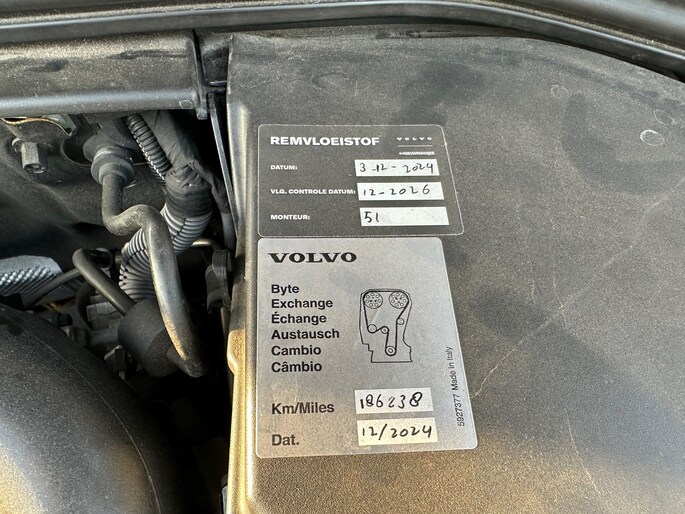 REMVLOEISTOF VOLVO
DATUM: 3-12-2024
VLG. CONTROLE DATUM: 12-2026
MONTEUR: 51
VOLVO
Byte
Exchange
Échange
Austausch
Cambio
Câmbio
Km/Miles 186238
Dat. 12/2024
5927377 Made in Italy